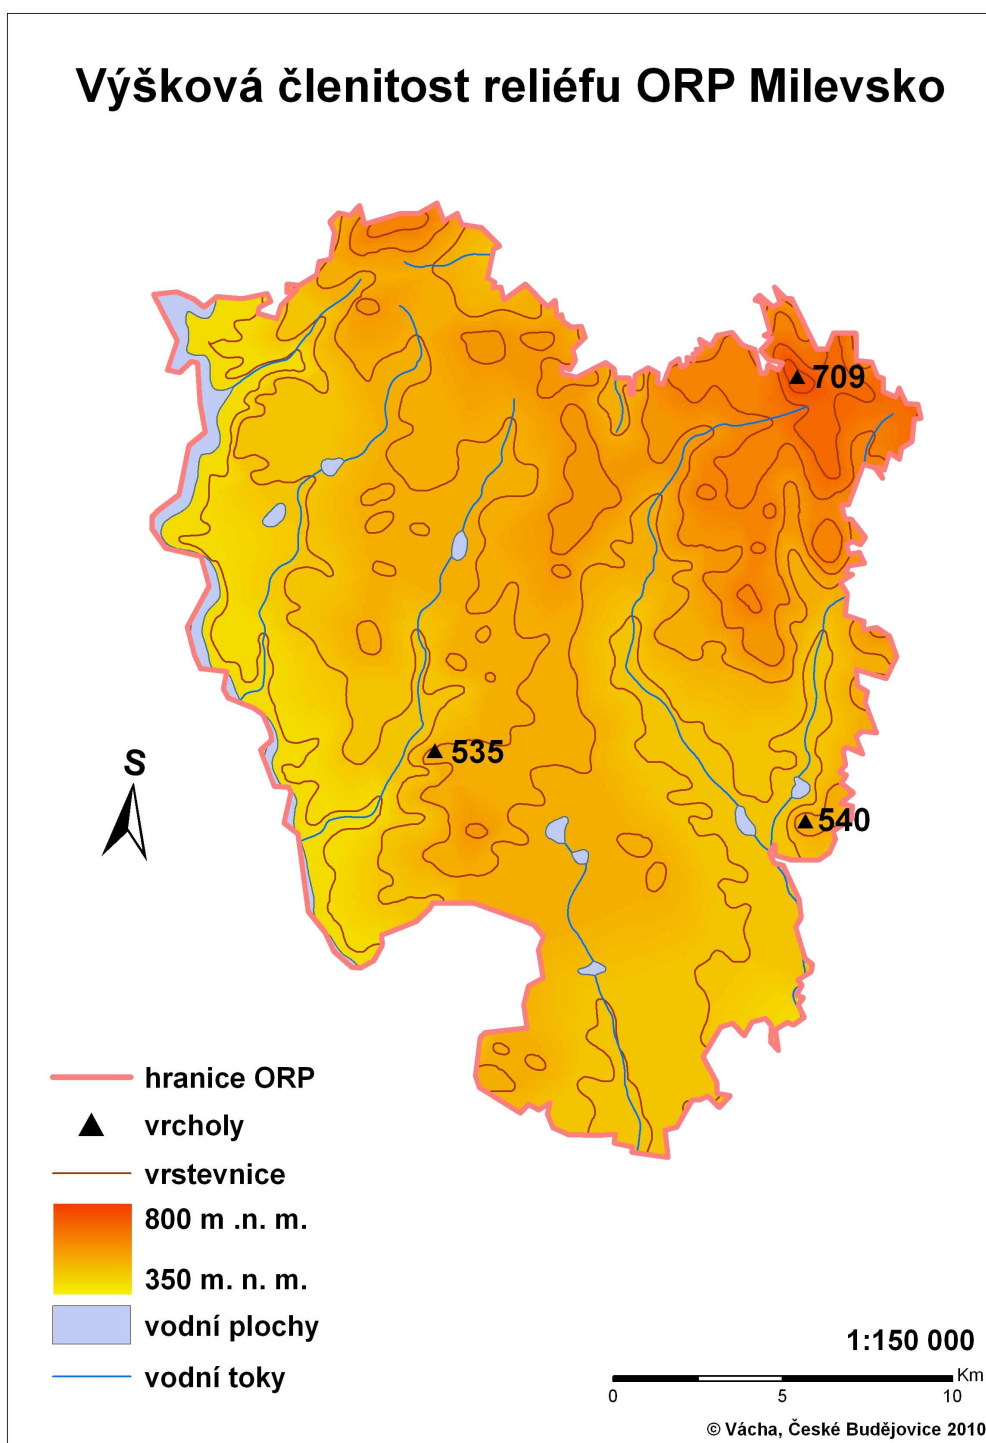 Výšková členitost reliéfu ORP Milevsko
709
535
540
S
hranice ORP
vrcholy
vrstevnice
800 m .n. m.
350 m. n. m.
vodní plochy
vodní toky
1:150 000
Km
0 5 10
© Vácha, České Budějovice 2010